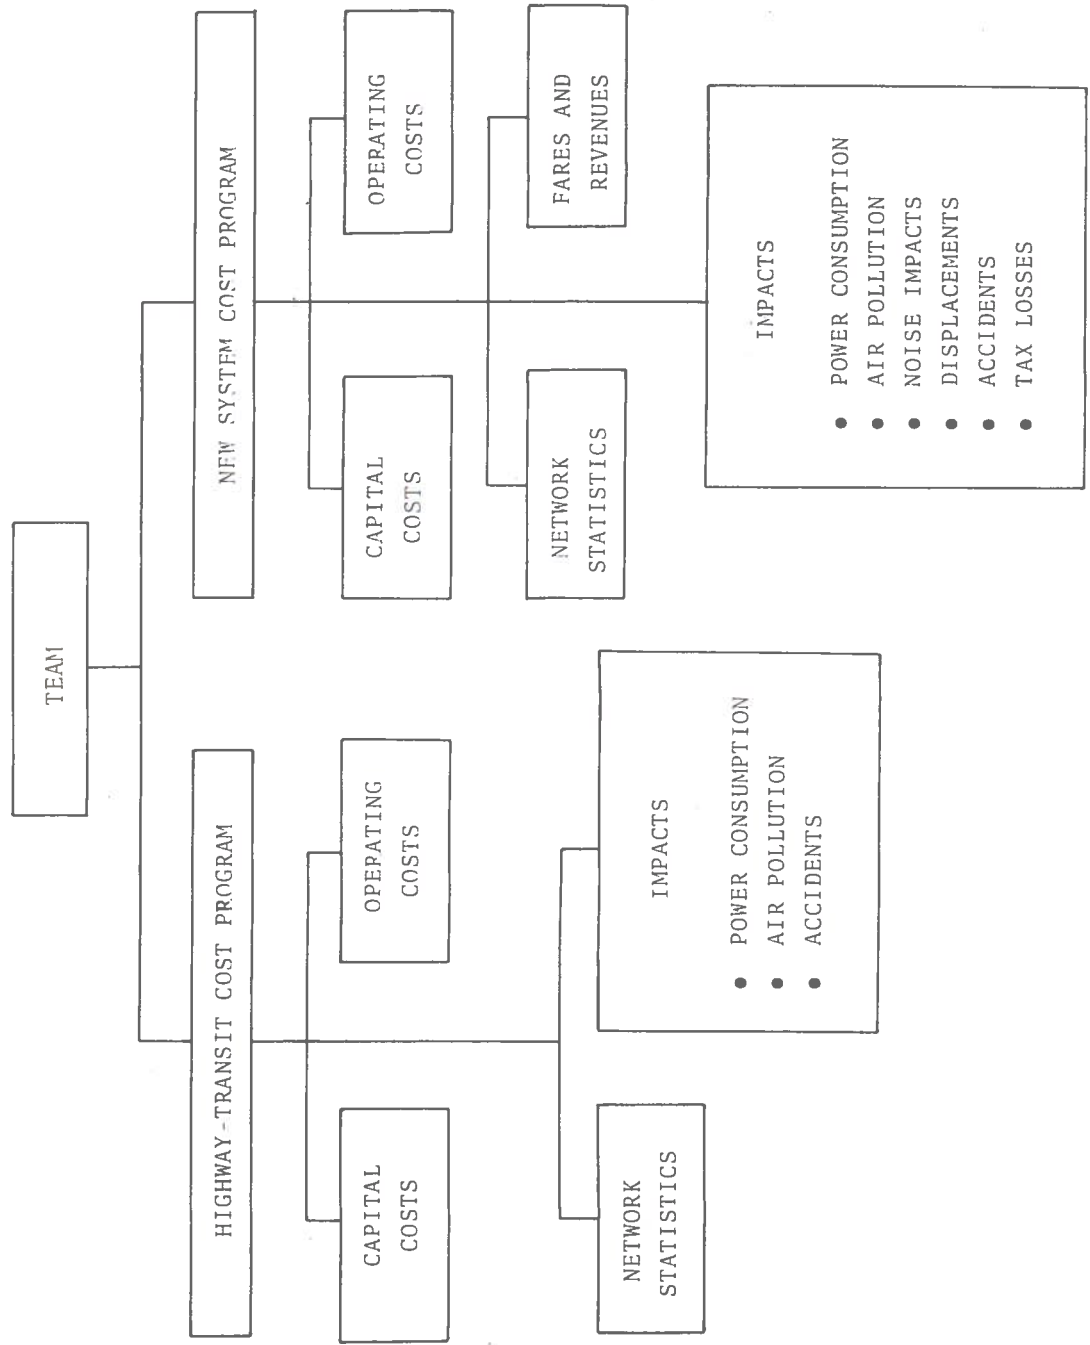 TEAM
HIGHWAY-TRANSIT COST PROGRAM
CAPITAL
COSTS
OPERATING
COSTS
NETWORK
STATISTICS
IMPACTS
• POWER CONSUMPTION
• AIR POLLUTION
• ACCIDENTS
NEW SYSTEM COST PROGRAM
CAPITAL
COSTS
OPERATING
COSTS
NETWORK
STATISTICS
FARES AND
REVENUES
IMPACTS
• POWER CONSUMPTION
• AIR POLLUTION
• NOISE IMPACTS
• DISPLACEMENTS
• ACCIDENTS
• TAX LOSSES